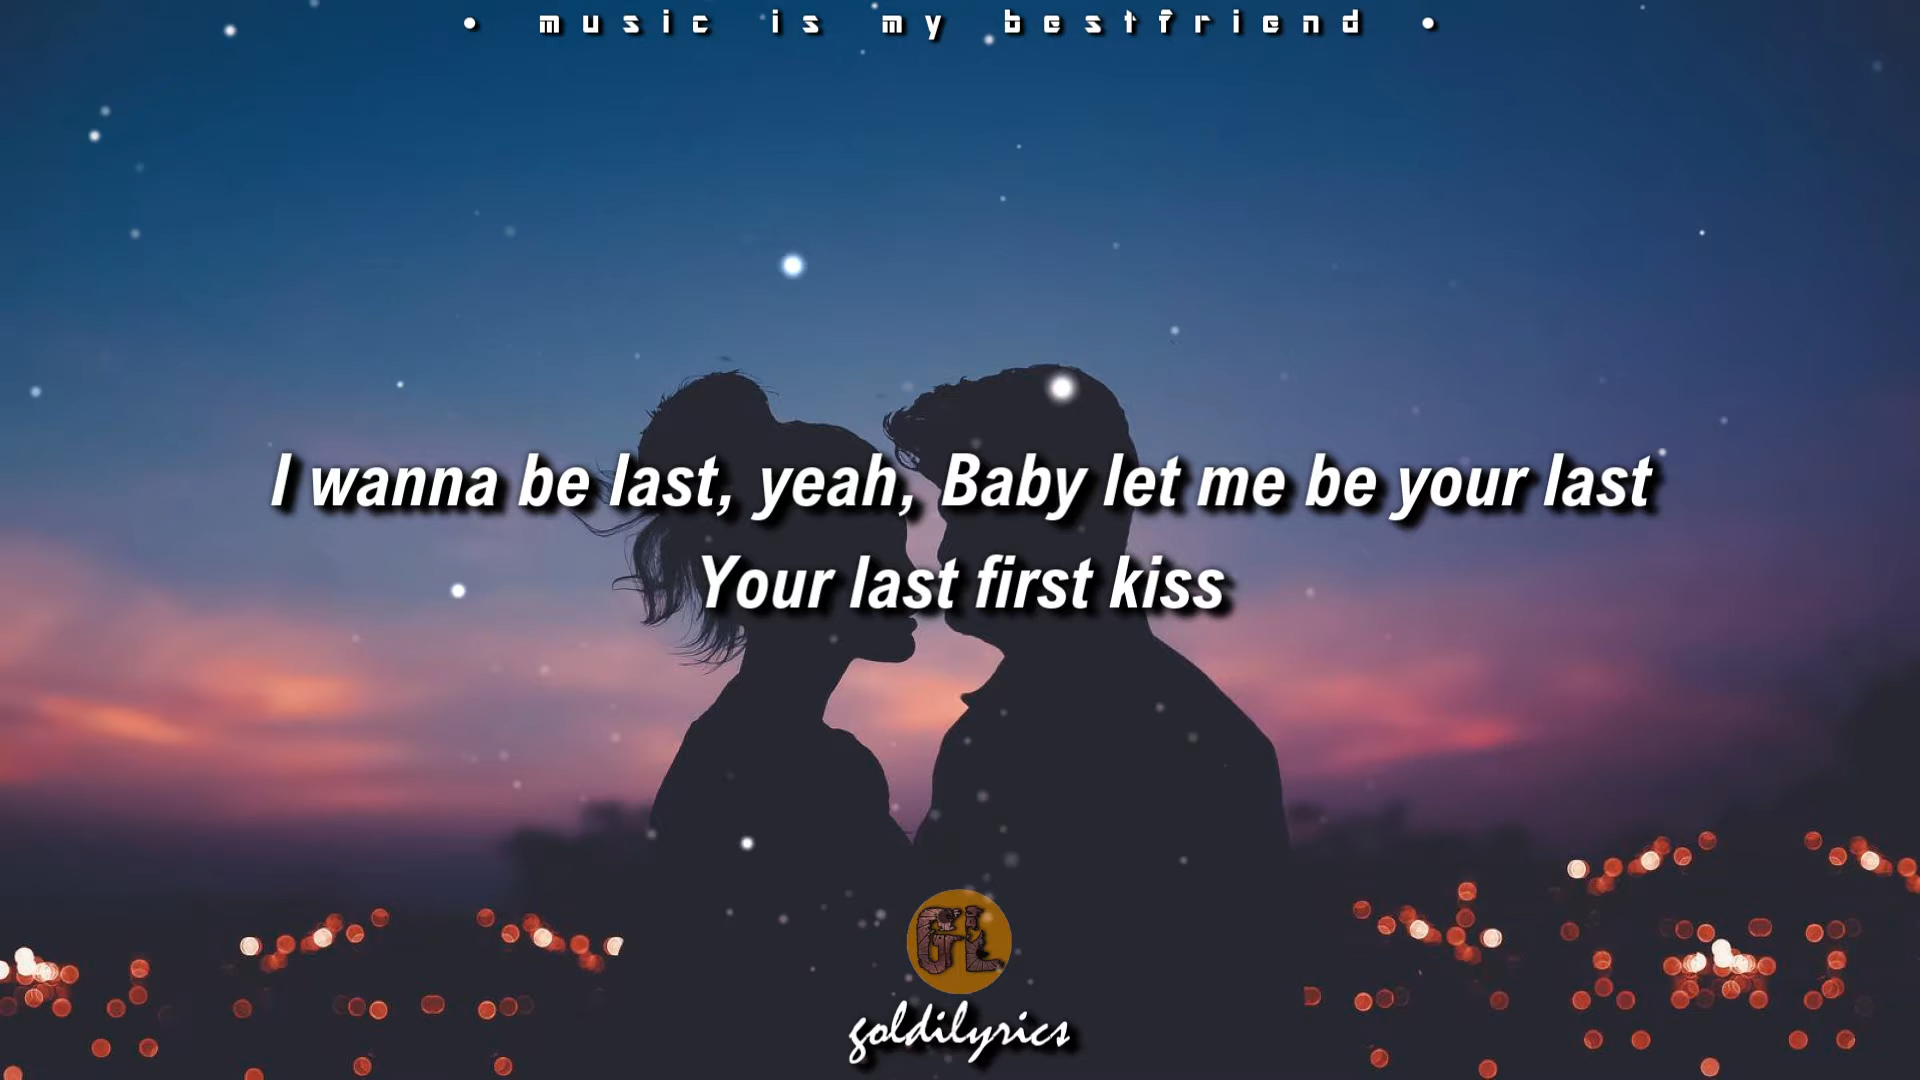 • music is my bestfriend •
I wanna be last, yeah, Baby let me be your last
Your last first kiss
GL
goldilyrics